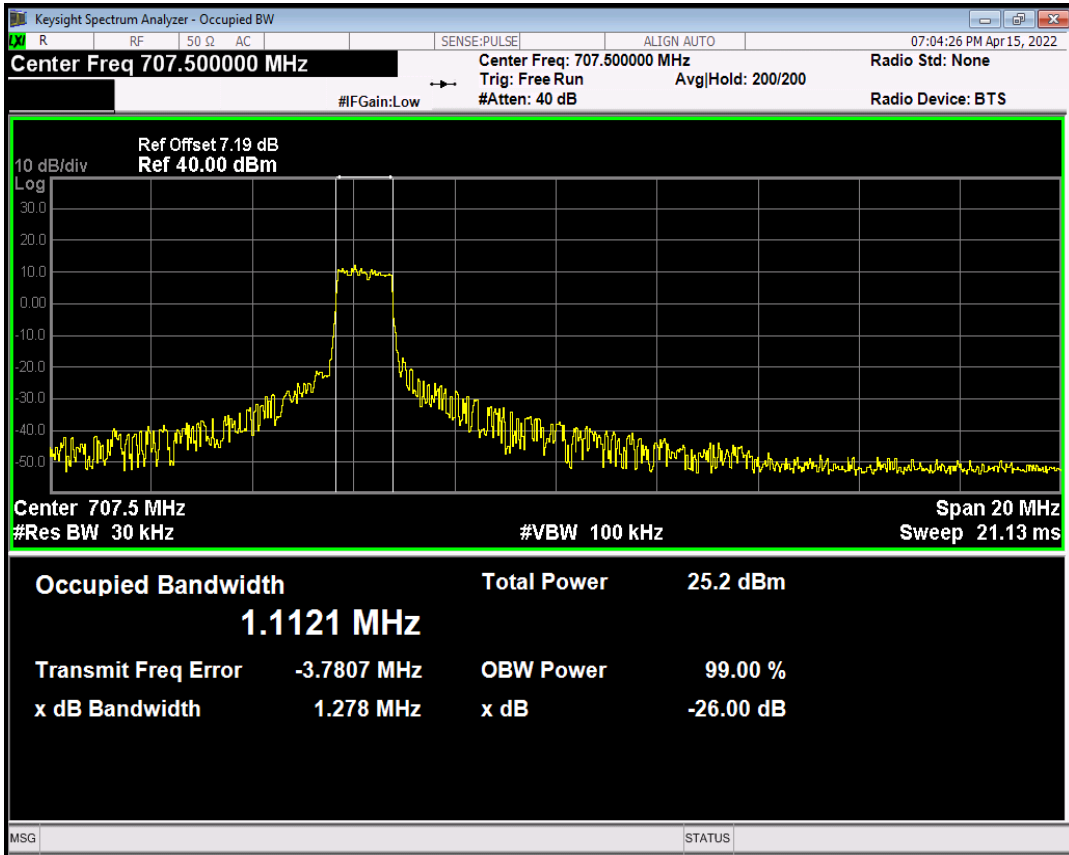 Keysight Spectrum Analyzer - Occupied BW
LXI R RF 50 Ω AC SENSE:PULSE ALIGN AUTO 07:04:26 PM Apr 15, 2022
Center Freq 707.500000 MHz Center Freq: 707.500000 MHz Radio Std: None
Trig: Free Run Avg|Hold: 200/200
#IFGain:Low #Atten: 40 dB Radio Device: BTS
Ref Offset 7.19 dB
10 dB/div Ref 40.00 dBm
Log
30.0
20.0
10.0
0.00
-10.0
-20.0
-30.0
-40.0
-50.0
Center 707.5 MHz Span 20 MHz
#Res BW 30 kHz #VBW 100 kHz Sweep 21.13 ms
Occupied Bandwidth Total Power 25.2 dBm
1.1121 MHz
Transmit Freq Error -3.7807 MHz OBW Power 99.00 %
x dB Bandwidth 1.278 MHz x dB -26.00 dB
MSG STATUS